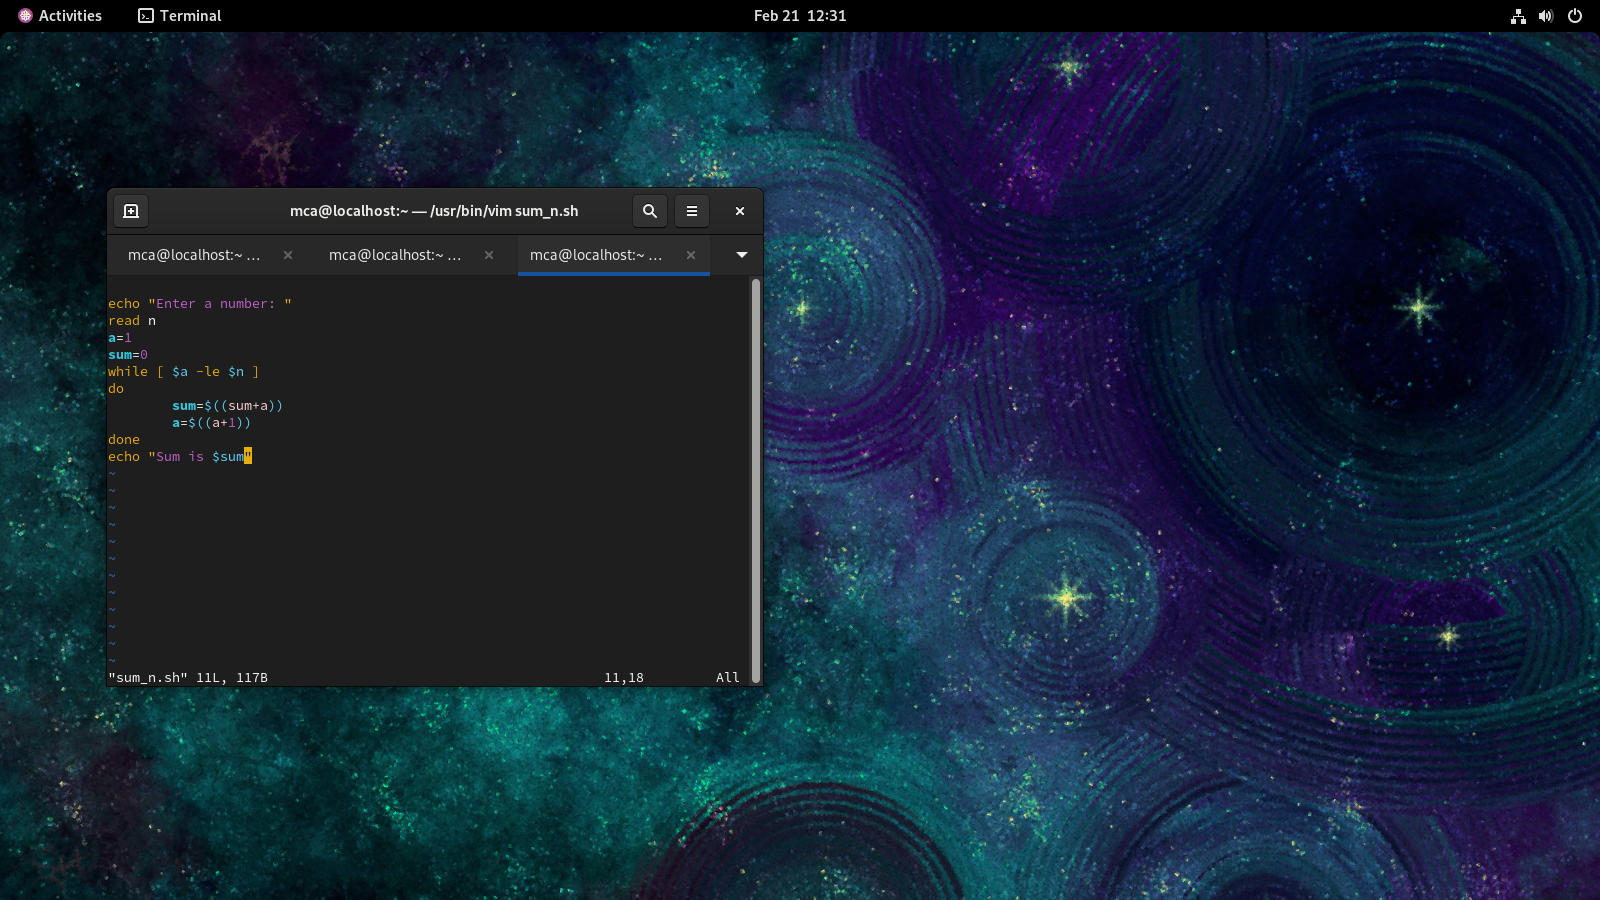 Activities Terminal Feb 21 12:31
mca@localhost:~ — /usr/bin/vim sum_n.sh
mca@localhost:~ ... mca@localhost:~ ... mca@localhost:~ ...
echo "Enter a number: "
read n
a=1
sum=0
while [ $a -le $n ]
do
        sum=$((sum+a))
        a=$((a+1))
done
echo "Sum is $sum"
~
~
~
~
~
~
~
~
~
~
~
~
"sum_n.sh" 11L, 117B 11,18 All